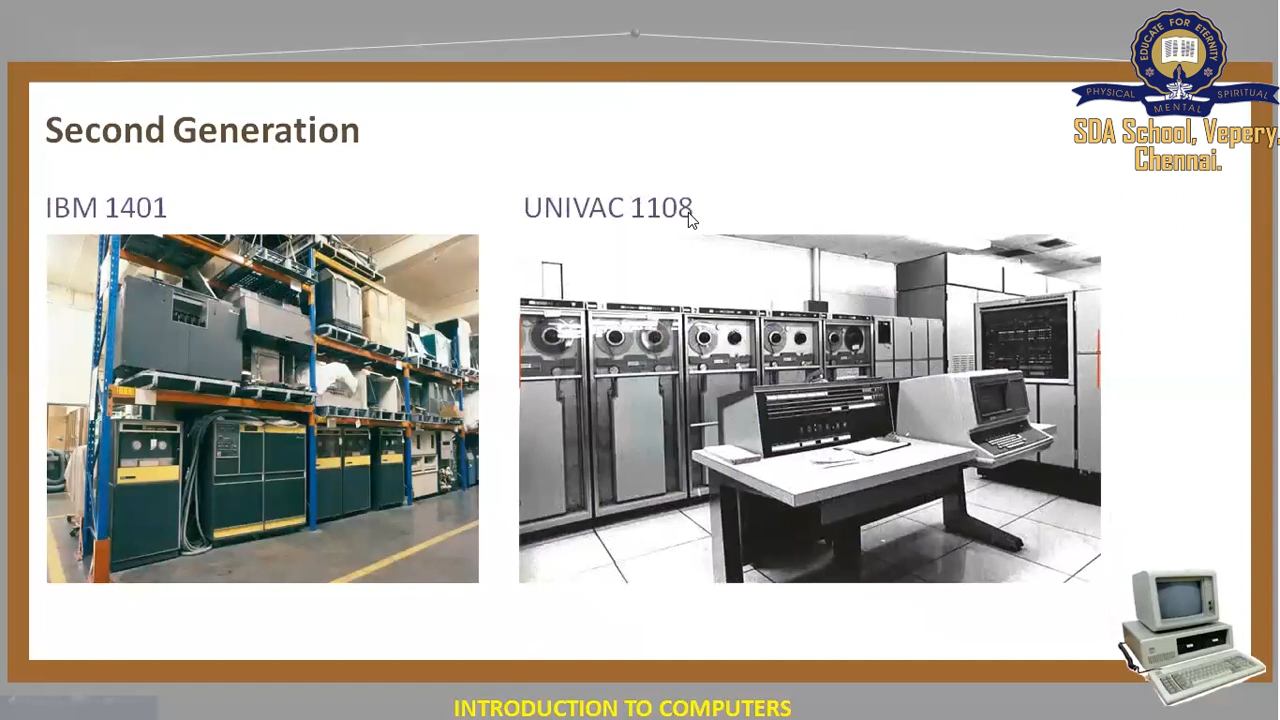 EDUCATE FOR ETERNITY
PHYSICAL
MENTAL
SPIRITUAL
SDA School, Vepery,
Chennai.
Second Generation
IBM 1401
UNIVAC 1108
INTRODUCTION TO COMPUTERS